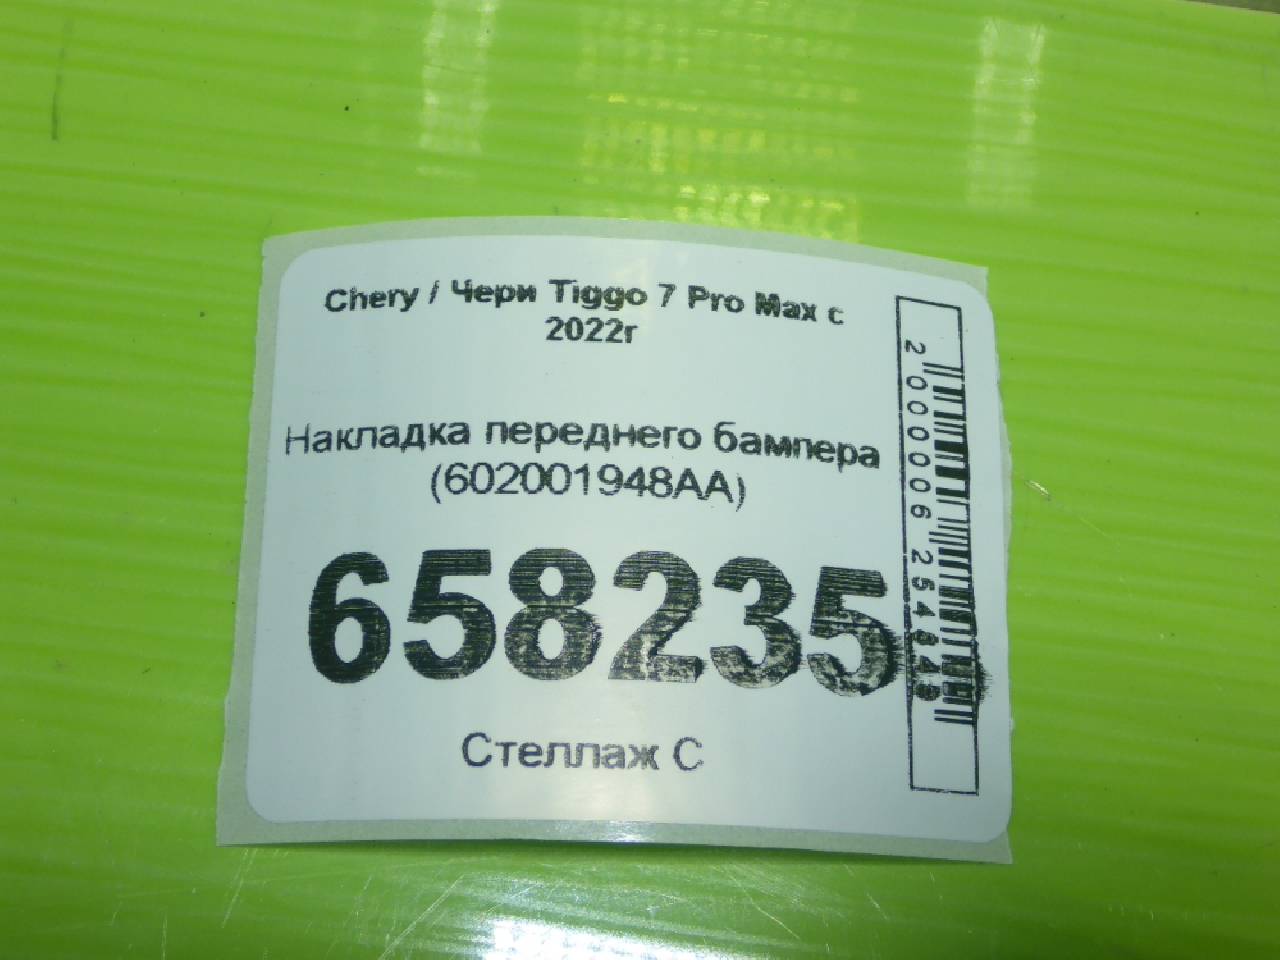 Chery / Чери Tiggo 7 Pro Max с
2022г
Накладка переднего бампера
(602001948AA)
658235
Стеллаж С